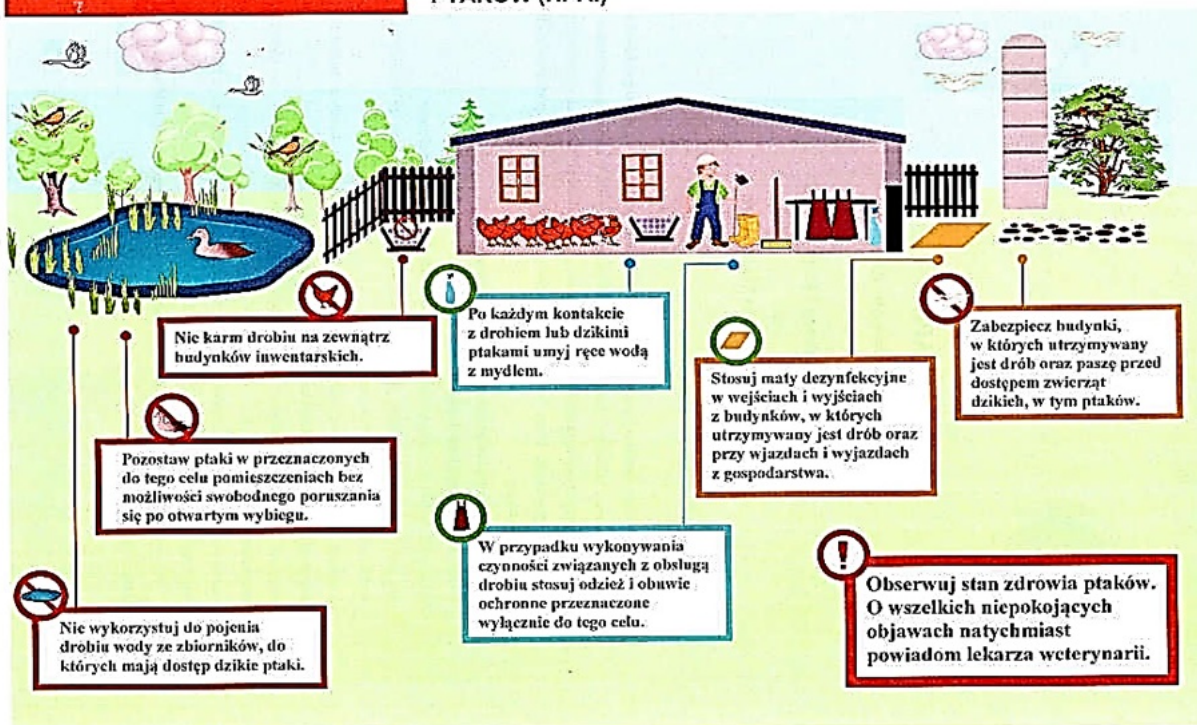 Nie karm drobiu na zewnątrz
budynków inwentarskich.
Po każdym kontakcie
z drobiem lub dzikimi
ptakami umyj ręce wodą
z mydłem.
Stosuj maty dezynfekcyjne
w wejściach i wyjściach
z budynków, w których
utrzymywany jest drób oraz
przy wjazdach i wyjazdach
z gospodarstwa.
Zabezpiecz budynki,
w których utrzymywany
jest drób oraz paszę przed
dostępem zwierząt
dzikich, w tym ptaków.
Pozostaw ptaki w przeznaczonych
do tego celu pomieszczeniach bez
możliwości swobodnego poruszania
się po otwartym wybiegu.
W przypadku wykonywania
czynności związanych z obsługą
drobiu stosuj odzież i obuwie
ochronne przeznaczone
wyłącznie do tego celu.
Nie wykorzystuj do pojenia
drobiu wody ze zbiorników, do
których mają dostęp dzikie ptaki.
!
Obserwuj stan zdrowia ptaków.
O wszelkich niepokojących
objawach natychmiast
powiadom lekarza weterynarii.